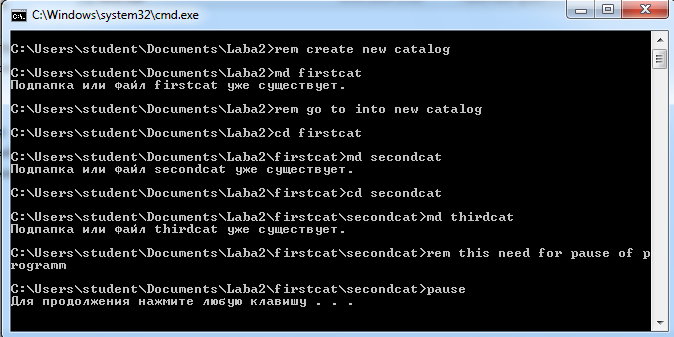 C:\Windows\system32\cmd.exe
C:\Users\student\Documents\Laba2>rem create new catalog
C:\Users\student\Documents\Laba2>md firstcat
Подпапка или файл firstcat уже существует.
C:\Users\student\Documents\Laba2>rem go to into new catalog
C:\Users\student\Documents\Laba2>cd firstcat
C:\Users\student\Documents\Laba2\firstcat>md secondcat
Подпапка или файл secondcat уже существует.
C:\Users\student\Documents\Laba2\firstcat>cd secondcat
C:\Users\student\Documents\Laba2\firstcat\secondcat>md thirdcat
Подпапка или файл thirdcat уже существует.
C:\Users\student\Documents\Laba2\firstcat\secondcat>rem this need for pause of p
rogramm
C:\Users\student\Documents\Laba2\firstcat\secondcat>pause
Для продолжения нажмите любую клавишу . . .